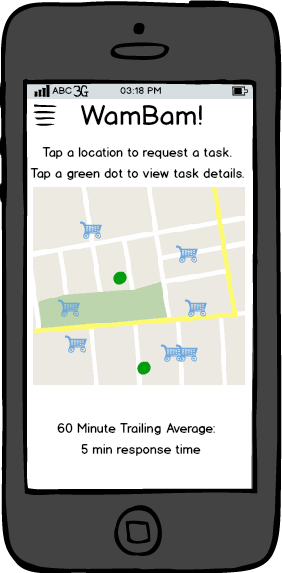 ABC 3G 03:18 PM
WamBam!
Tap a location to request a task.
Tap a green dot to view task details.
60 Minute Trailing Average:
5 min response time